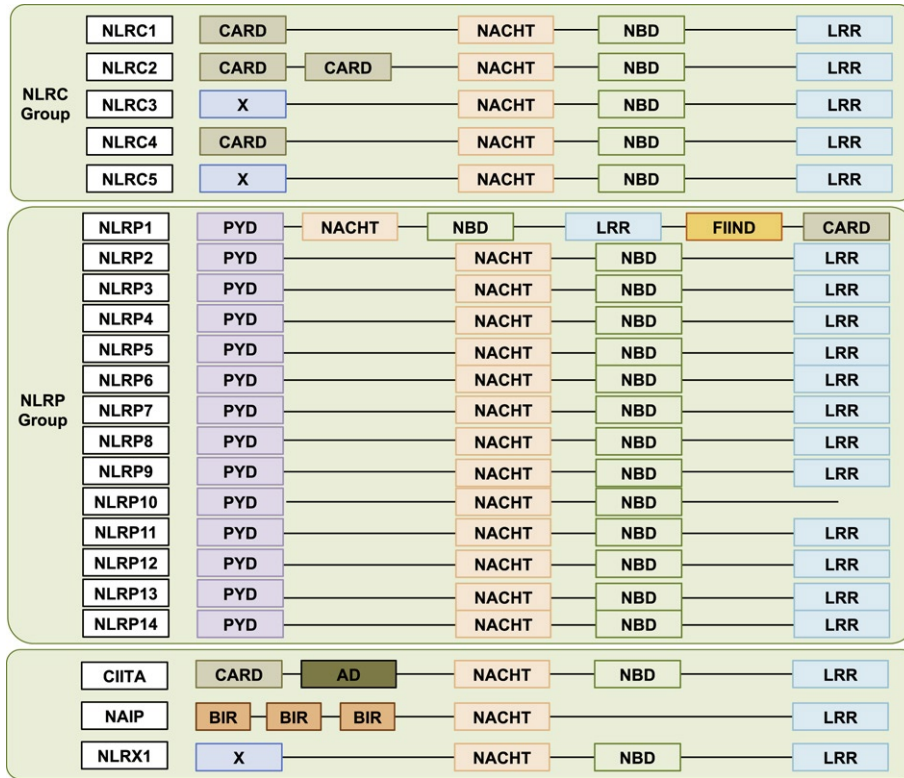 NLRC Group
NLRC1 CARD NACHT NBD LRR
NLRC2 CARD CARD NACHT NBD LRR
NLRC3 X NACHT NBD LRR
NLRC4 CARD NACHT NBD LRR
NLRC5 X NACHT NBD LRR
NLRP Group
NLRP1 PYD NACHT NBD LRR FIIND CARD
NLRP2 PYD NACHT NBD LRR
NLRP3 PYD NACHT NBD LRR
NLRP4 PYD NACHT NBD LRR
NLRP5 PYD NACHT NBD LRR
NLRP6 PYD NACHT NBD LRR
NLRP7 PYD NACHT NBD LRR
NLRP8 PYD NACHT NBD LRR
NLRP9 PYD NACHT NBD LRR
NLRP10 PYD NACHT NBD
NLRP11 PYD NACHT NBD LRR
NLRP12 PYD NACHT NBD LRR
NLRP13 PYD NACHT NBD LRR
NLRP14 PYD NACHT NBD LRR
CIITA CARD AD NACHT NBD LRR
NAIP BIR BIR BIR NACHT LRR
NLRX1 X NACHT NBD LRR